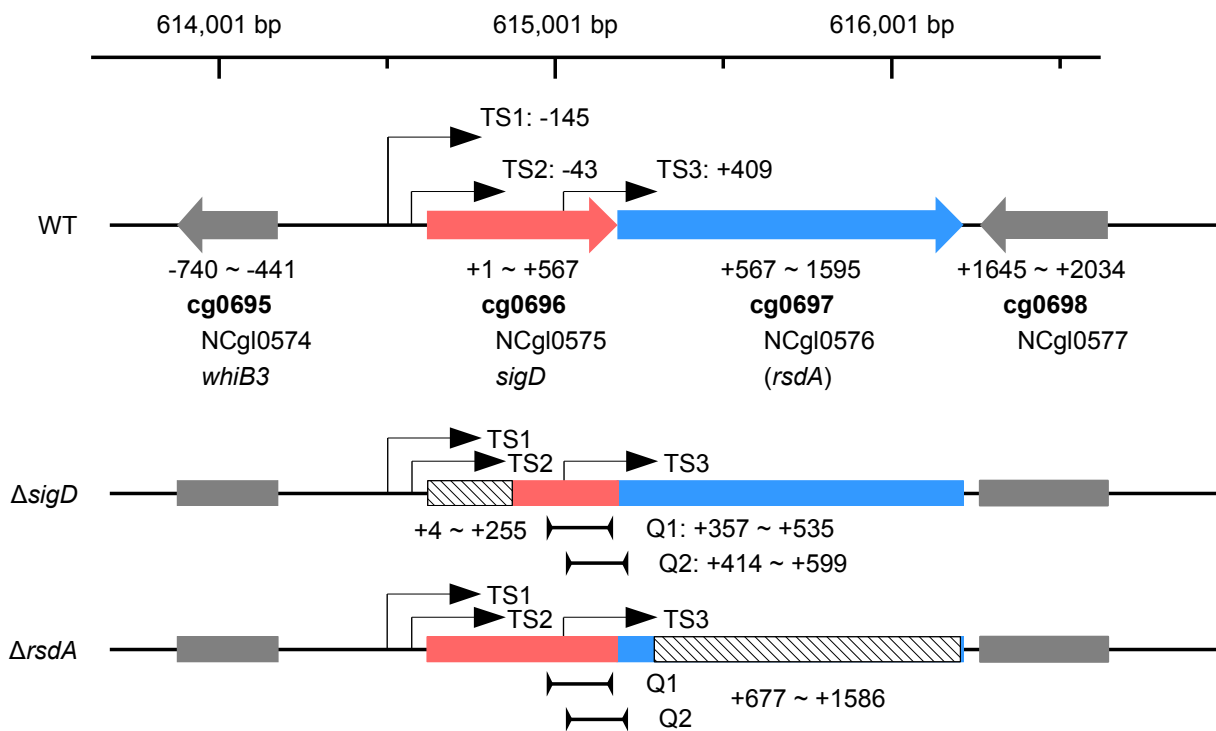 614,001 bp 615,001 bp 616,001 bp
TS1: -145
TS2: -43 TS3: +409
WT
-740 ~ -441 +1 ~ +567 +567 ~ 1595 +1645 ~ +2034
cg0695 cg0696 cg0697 cg0698
NCgl0574 NCgl0575 NCgl0576 NCgl0577
whiB3 sigD (rsdA)
TS1
TS2 TS3
ΔsigD
+4 ~ +255 Q1: +357 ~ +535
Q2: +414 ~ +599
TS1
TS2 TS3
ΔrsdA
Q1 +677 ~ +1586
Q2